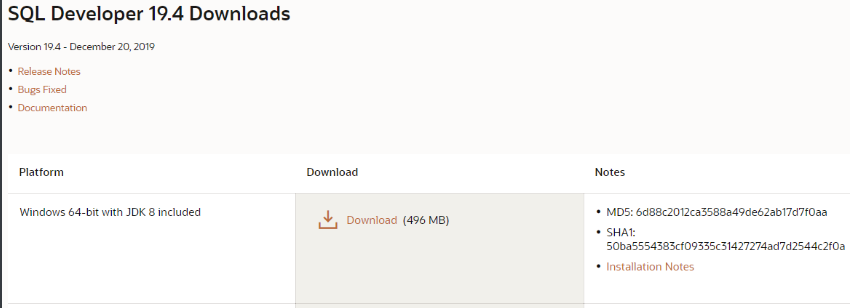 SQL Developer 19.4 Downloads
Version 19.4 - December 20, 2019
• Release Notes
• Bugs Fixed
• Documentation
Platform Download Notes
Windows 64-bit with JDK 8 included Download (496 MB) • MD5: 6d88c2012ca3588a49de62ab17d7f0aa
• SHA1:
50ba5554383cf09335c31427274ad7d2544c2f0a
• Installation Notes